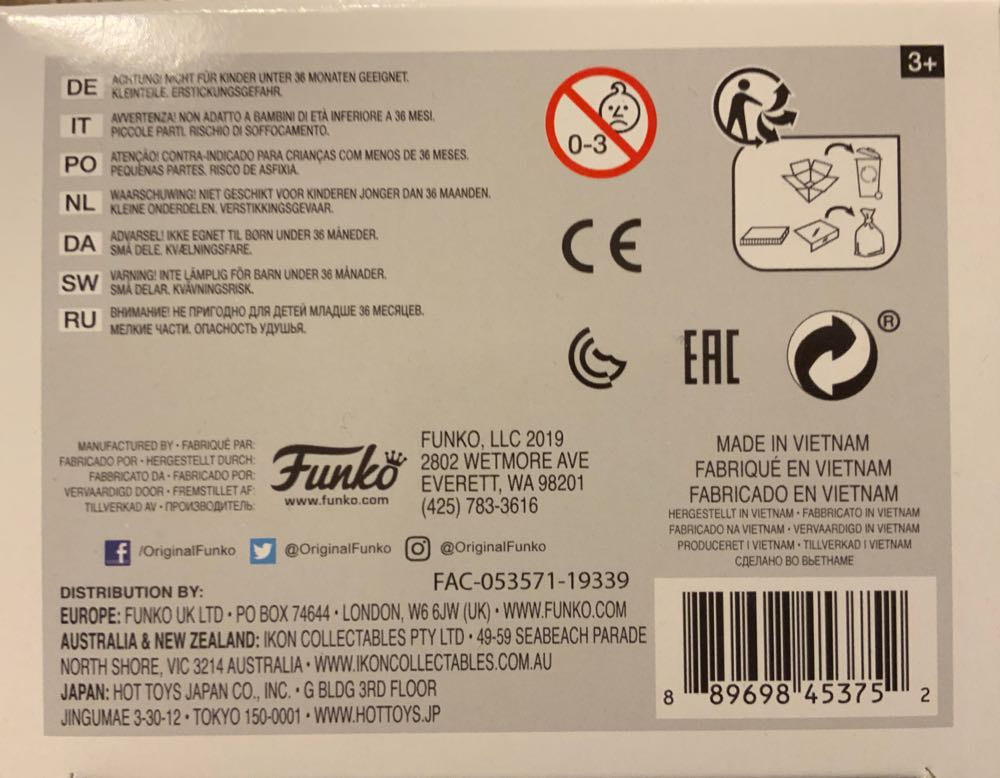 3+
DE
ACHTUNG! NICHT FÜR KINDER UNTER 36 MONATEN GEEIGNET.
KLEINTEILE. ERSTICKUNGSGEFAHR.
IT
AVVERTENZA! NON ADATTO A BAMBINI DI ETÀ INFERIORE A 36 MESI.
PICCOLE PARTI. RISCHIO DI SOFFOCAMENTO.
PO
ATENÇÃO! CONTRA-INDICADO PARA CRIANÇAS COM MENOS DE 36 MESES.
PEQUENAS PARTES. RISCO DE ASFIXIA.
NL
WAARSCHUWING! NIET GESCHIKT VOOR KINDEREN JONGER DAN 36 MAANDEN.
KLEINE ONDERDELEN. VERSTIKKINGSGEVAAR.
DA
ADVARSEL! IKKE EGNET TIL BØRN UNDER 36 MÅNEDER.
SMÅ DELE. KVÆLNINGSFARE.
SW
VARNING! INTE LÄMPLIG FÖR BARN UNDER 36 MÅNADER.
SMÅ DELAR. KVÄVNINGSRISK.
RU
ВНИМАНИЕ! НЕ ПРИГОДНО ДЛЯ ДЕТЕЙ МЛАДШЕ 36 МЕСЯЦЕВ.
МЕЛКИЕ ЧАСТИ. ОПАСНОСТЬ УДУШЬЯ.
0-3
CE
EAC
®
MANUFACTURED BY • FABRIQUÉ PAR:
FABRICADO POR • HERGESTELLT DURCH:
FABBRICATO DA • FABRICADO POR:
VERVAARDIGD DOOR • FREMSTILLET AF:
TILLVERKAD AV • ПРОИЗВОДИТЕЛЬ:
Funko
www.funko.com
FUNKO, LLC 2019
2802 WETMORE AVE
EVERETT, WA 98201
(425) 783-3616
MADE IN VIETNAM
FABRIQUÉ EN VIETNAM
FABRICADO EN VIETNAM
HERGESTELLT IN VIETNAM • FABBRICATO IN VIETNAM
FABRICADO NA VIETNAM • VERVAARDIGD IN VIETNAM
PRODUCERET I VIETNAM • TILLVERKAD I VIETNAM
СДЕЛАНО ВО ВЬЕТНАМЕ
/OriginalFunko @OriginalFunko @OriginalFunko
FAC-053571-19339
DISTRIBUTION BY:
EUROPE: FUNKO UK LTD • PO BOX 74644 • LONDON, W6 6JW (UK) • WWW.FUNKO.COM
AUSTRALIA & NEW ZEALAND: IKON COLLECTABLES PTY LTD • 49-59 SEABEACH PARADE
NORTH SHORE, VIC 3214 AUSTRALIA • WWW.IKONCOLLECTABLES.COM.AU
JAPAN: HOT TOYS JAPAN CO., INC. • G BLDG 3RD FLOOR
JINGUMAE 3-30-12 • TOKYO 150-0001 • WWW.HOTTOYS.JP
8 89698 45375 2